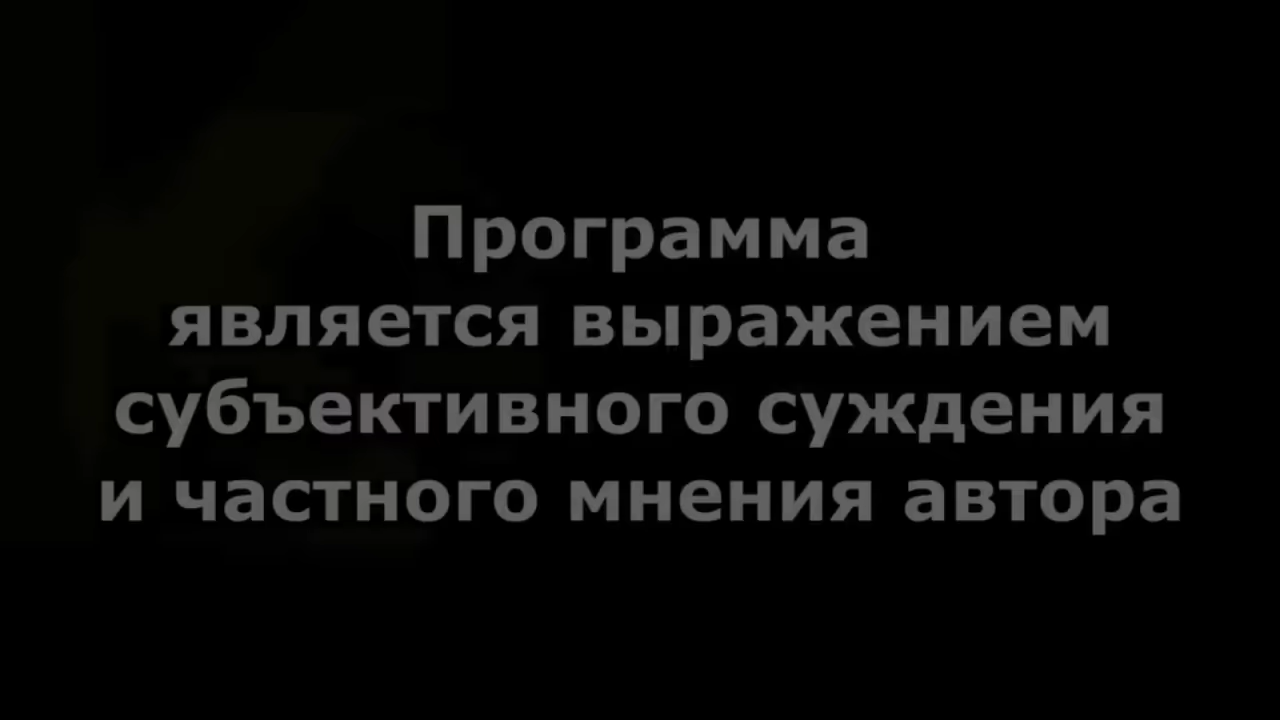 Программа
является выражением
субъективного суждения
и частного мнения автора